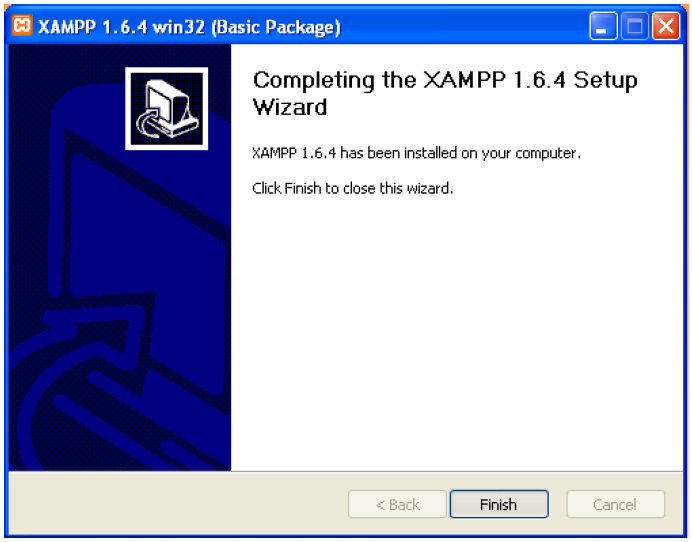 XAMPP 1.6.4 win32 (Basic Package)
Completing the XAMPP 1.6.4 Setup
Wizard
XAMPP 1.6.4 has been installed on your computer.
Click Finish to close this wizard.
< Back Finish Cancel